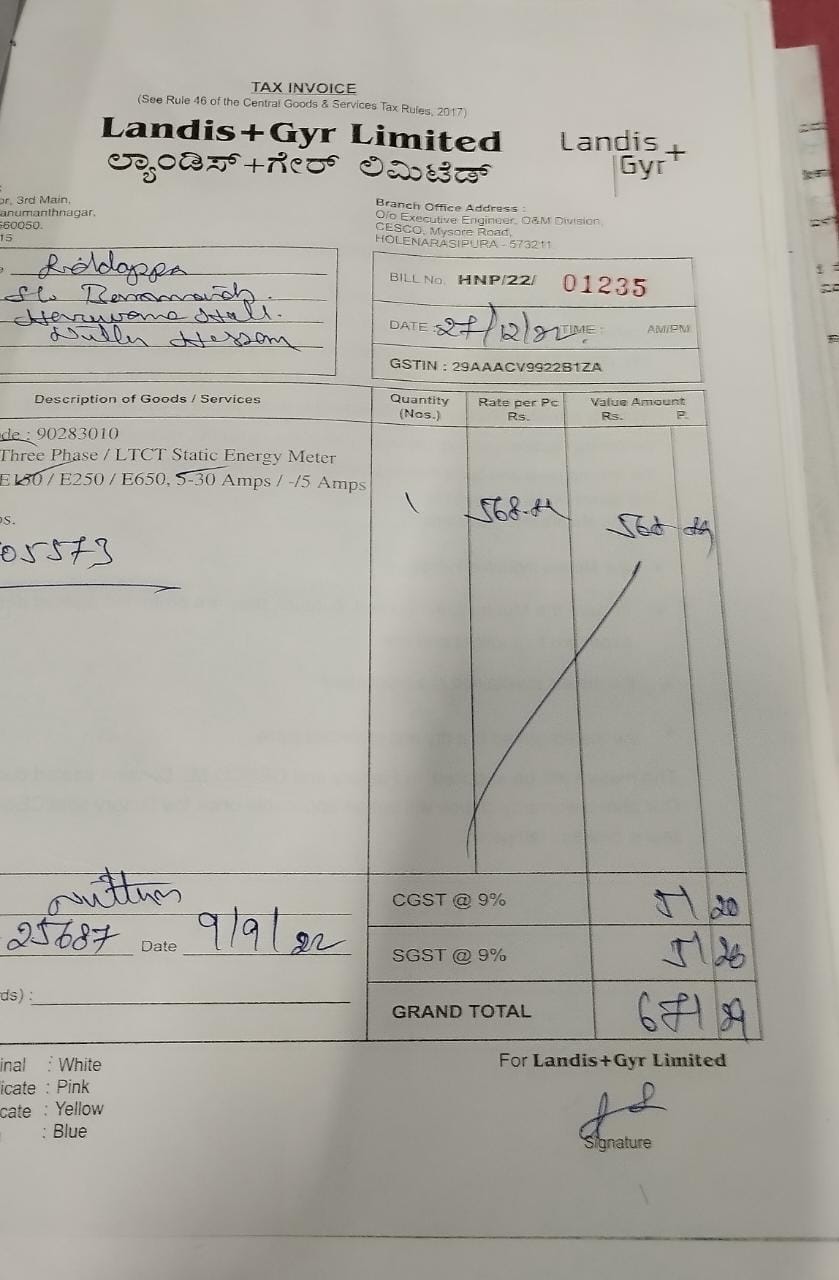 TAX INVOICE
(See Rule 46 of the Central Goods & Services Tax Rules, 2017)
Landis+Gyr Limited
ಲ್ಯಾಂಡಿಸ್+ಗೇರ್ ಲಿಮಿಟೆಡ್
Landis+
Gyr
or, 3rd Main,
anumanthnagar,
560050.
15
Branch Office Address :
O/o Executive Engineer, O&M Division,
CESCO, Mysore Road,
HOLENARASIPURA - 573211
BILL No. HNP/22/ 01235
DATE : 27/12/22 TIME : AM/PM
GSTIN : 29AAACV9922B1ZA
Description of Goods / Services
Quantity (Nos.)
Rate per Pc Rs.
Value Amount Rs. P.
de : 90283010
Three Phase / LTCT Static Energy Meter
E150 / E250 / E650, 5-30 Amps / -/5 Amps
os.
1
568
568
05573
25687 Date 9/9/22
ds) :
CGST @ 9% 51
SGST @ 9% 51
GRAND TOTAL 671
inal : White
icate : Pink
cate : Yellow
: Blue
For Landis+Gyr Limited
Signature